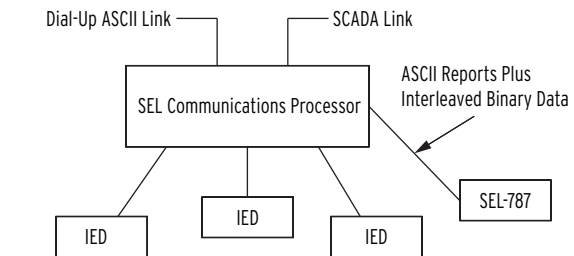 Dial-Up ASCII Link
SCADA Link
ASCII Reports Plus
Interleaved Binary Data
SEL Communications Processor
SEL-787
IED
IED
IED